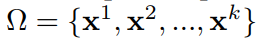 Ω = {x¹, x², ..., xᵏ}